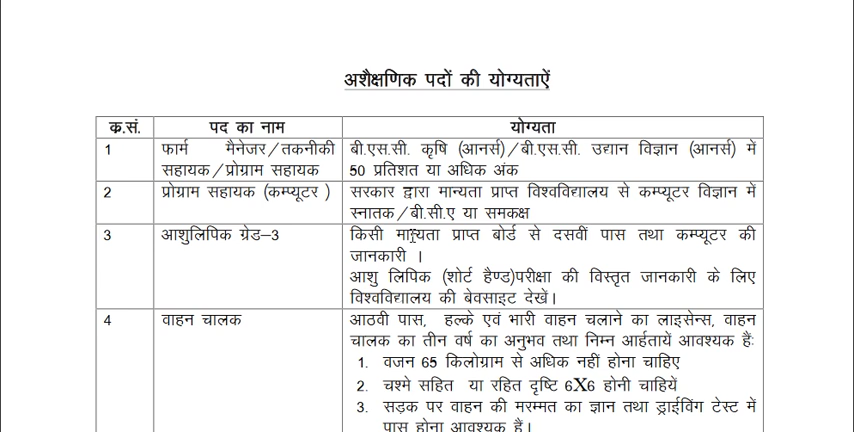 अशैक्षणिक पदों की योग्यताऐं
क्र.सं. पद का नाम योग्यता
1 फार्म मैनेजर/तकनीकी बी.एस.सी. कृषि (आनर्स)/बी.एस.सी. उद्यान विज्ञान (आनर्स) में
सहायक/प्रोग्राम सहायक 50 प्रतिशत या अधिक अंक
2 प्रोग्राम सहायक (कम्प्यूटर ) सरकार द्वारा मान्यता प्राप्त विश्वविद्यालय से कम्प्यूटर विज्ञान में
स्नातक/बी.सी.ए या समकक्ष
3 आशुलिपिक ग्रेड–3 किसी मान्यता प्राप्त बोर्ड से दसवीं पास तथा कम्प्यूटर की
जानकारी ।
आशु लिपिक (शोर्ट हैण्ड)परीक्षा की विस्तृत जानकारी के लिए
विश्वविद्यालय की बेवसाइट देखें।
4 वाहन चालक आठवी पास, हल्के एवं भारी वाहन चलाने का लाइसेन्स, वाहन
चालक का तीन वर्ष का अनुभव तथा निम्न आर्हतायें आवश्यक हैं:
1. वजन 65 किलोग्राम से अधिक नहीं होना चाहिए
2. चश्मे सहित या रहित दृष्टि 6X6 होनी चाहियें
3. सड़क पर वाहन की मरम्मत का ज्ञान तथा ड्राईविंग टेस्ट में
पास होना आवश्यक हैं।